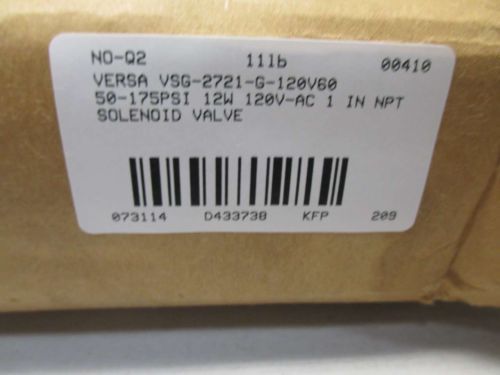 NO-Q2 111b 00410
VERSA VSG-2721-G-120V60
50-175PSI 12W 120V-AC 1 IN NPT
SOLENOID VALVE
073114 D433738 KFP 209